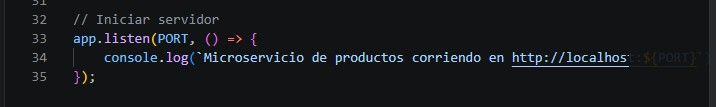 31
32 // Iniciar servidor
33 app.listen(PORT, () => {
34 console.log(`Microservicio de productos corriendo en http://localhost:${PORT}`
35 });